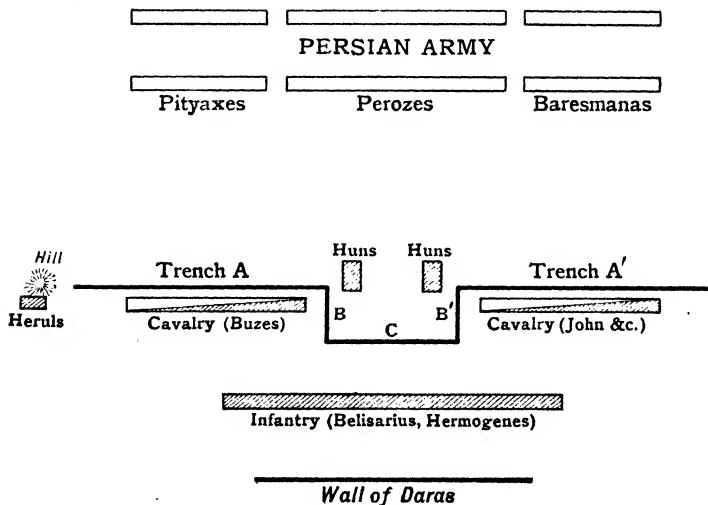 PERSIAN ARMY
Pityaxes Perozes Baresmanas
Hill
Huns Huns
Trench A Trench A′
Heruls
B B′
C
Cavalry (Buzes) Cavalry (John &c.)
Infantry (Belisarius, Hermogenes)
Wall of Daras